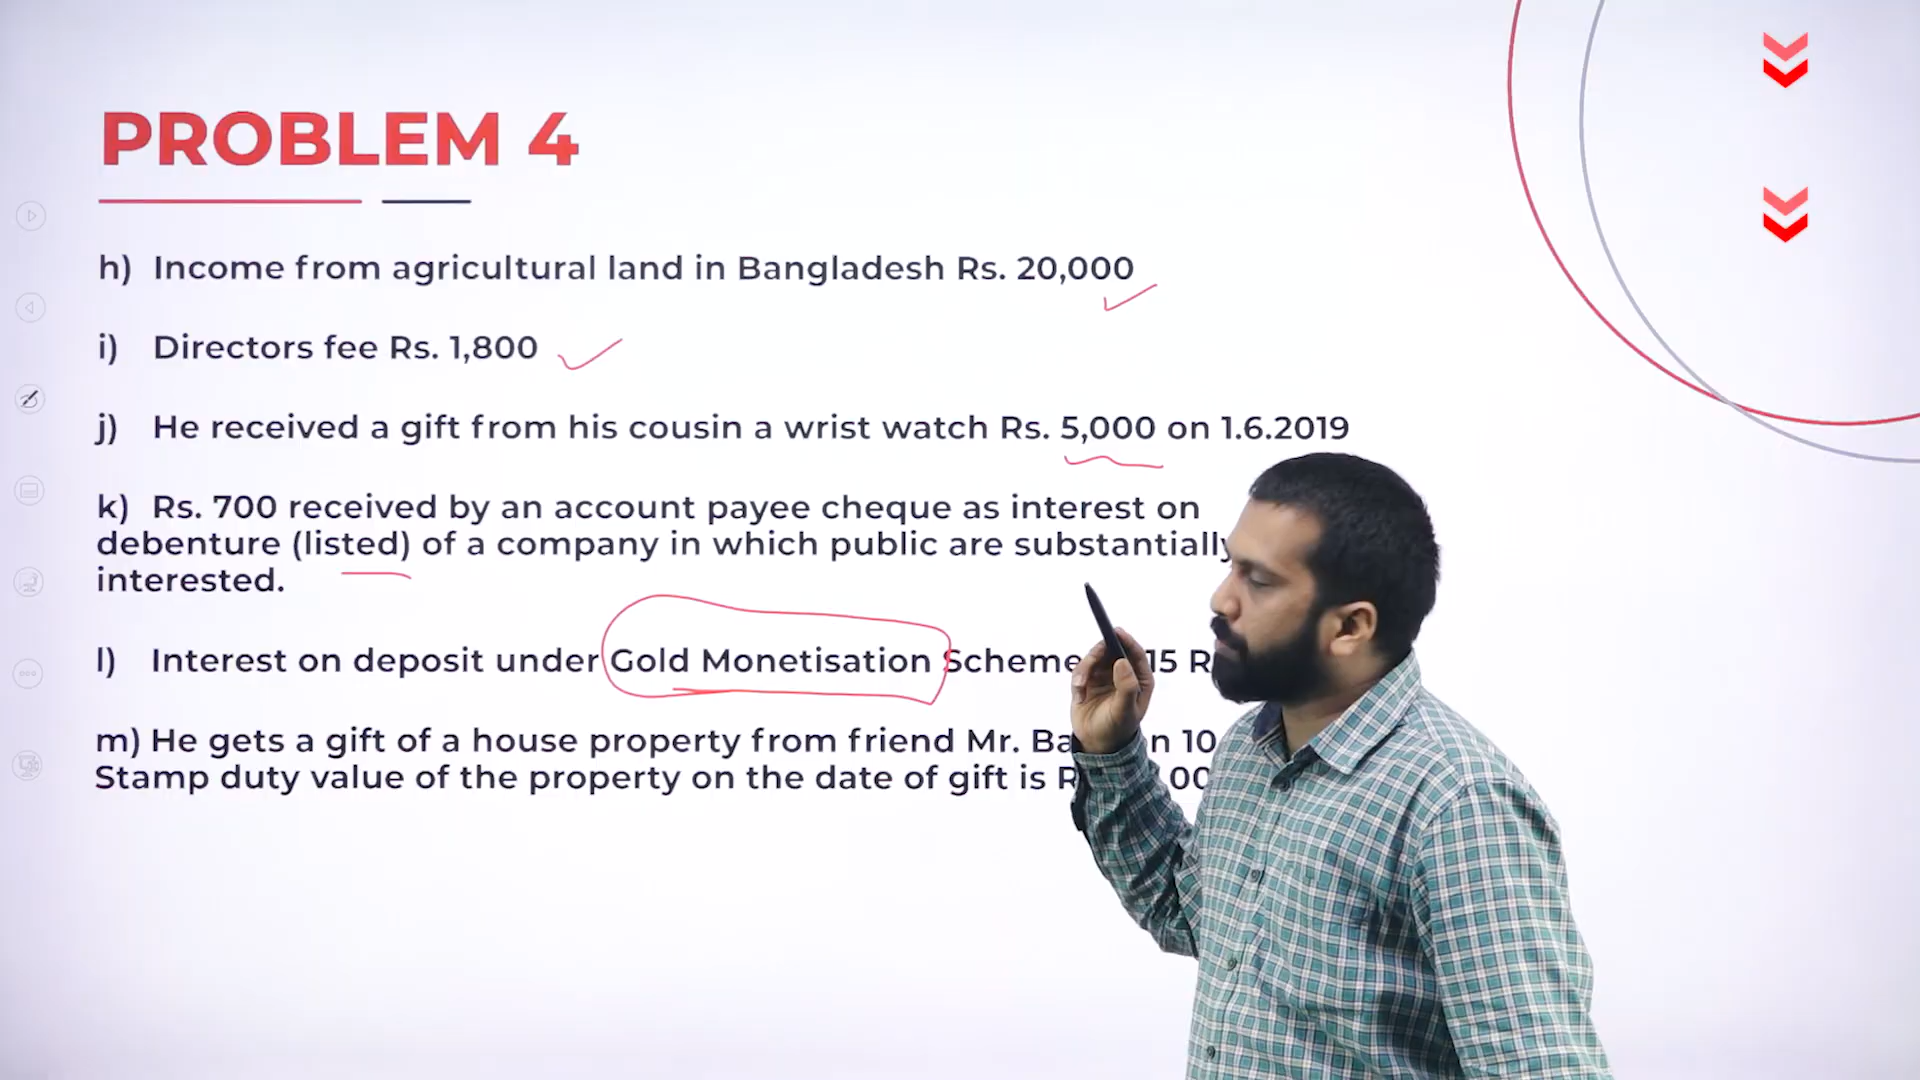 PROBLEM 4
h) Income from agricultural land in Bangladesh Rs. 20,000
i) Directors fee Rs. 1,800
j) He received a gift from his cousin a wrist watch Rs. 5,000 on 1.6.2019
k) Rs. 700 received by an account payee cheque as interest on
debenture (listed) of a company in which public are substantially
interested.
l) Interest on deposit under Gold Monetisation Scheme 15
m) He gets a gift of a house property from friend Mr. 10
Stamp duty value of the property on the date of gift is